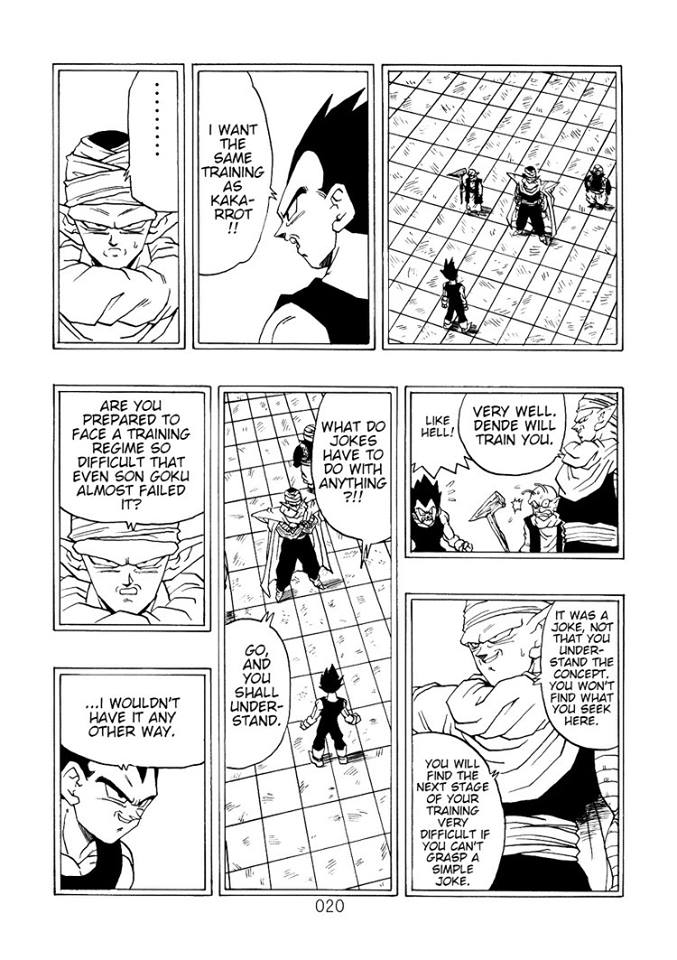 I WANT
THE
SAME
TRAINING
AS
KAKA-
RROT
!!
........
VERY WELL.
DENDE WILL
TRAIN YOU.
LIKE
HELL!
IT WAS A
JOKE, NOT
THAT YOU
UNDER-
STAND THE
CONCEPT.
YOU WON'T
FIND WHAT
YOU SEEK
HERE.
YOU WILL
FIND THE
NEXT STAGE
OF YOUR
TRAINING
VERY
DIFFICULT IF
YOU CAN'T
GRASP A
SIMPLE
JOKE.
WHAT DO
JOKES
HAVE TO
DO WITH
ANYTHING
?!!
GO,
AND
YOU
SHALL
UNDER-
STAND.
ARE YOU
PREPARED TO
FACE A TRAINING
REGIME SO
DIFFICULT THAT
EVEN SON GOKU
ALMOST FAILED
IT?
...I WOULDN'T
HAVE IT ANY
OTHER WAY.
020